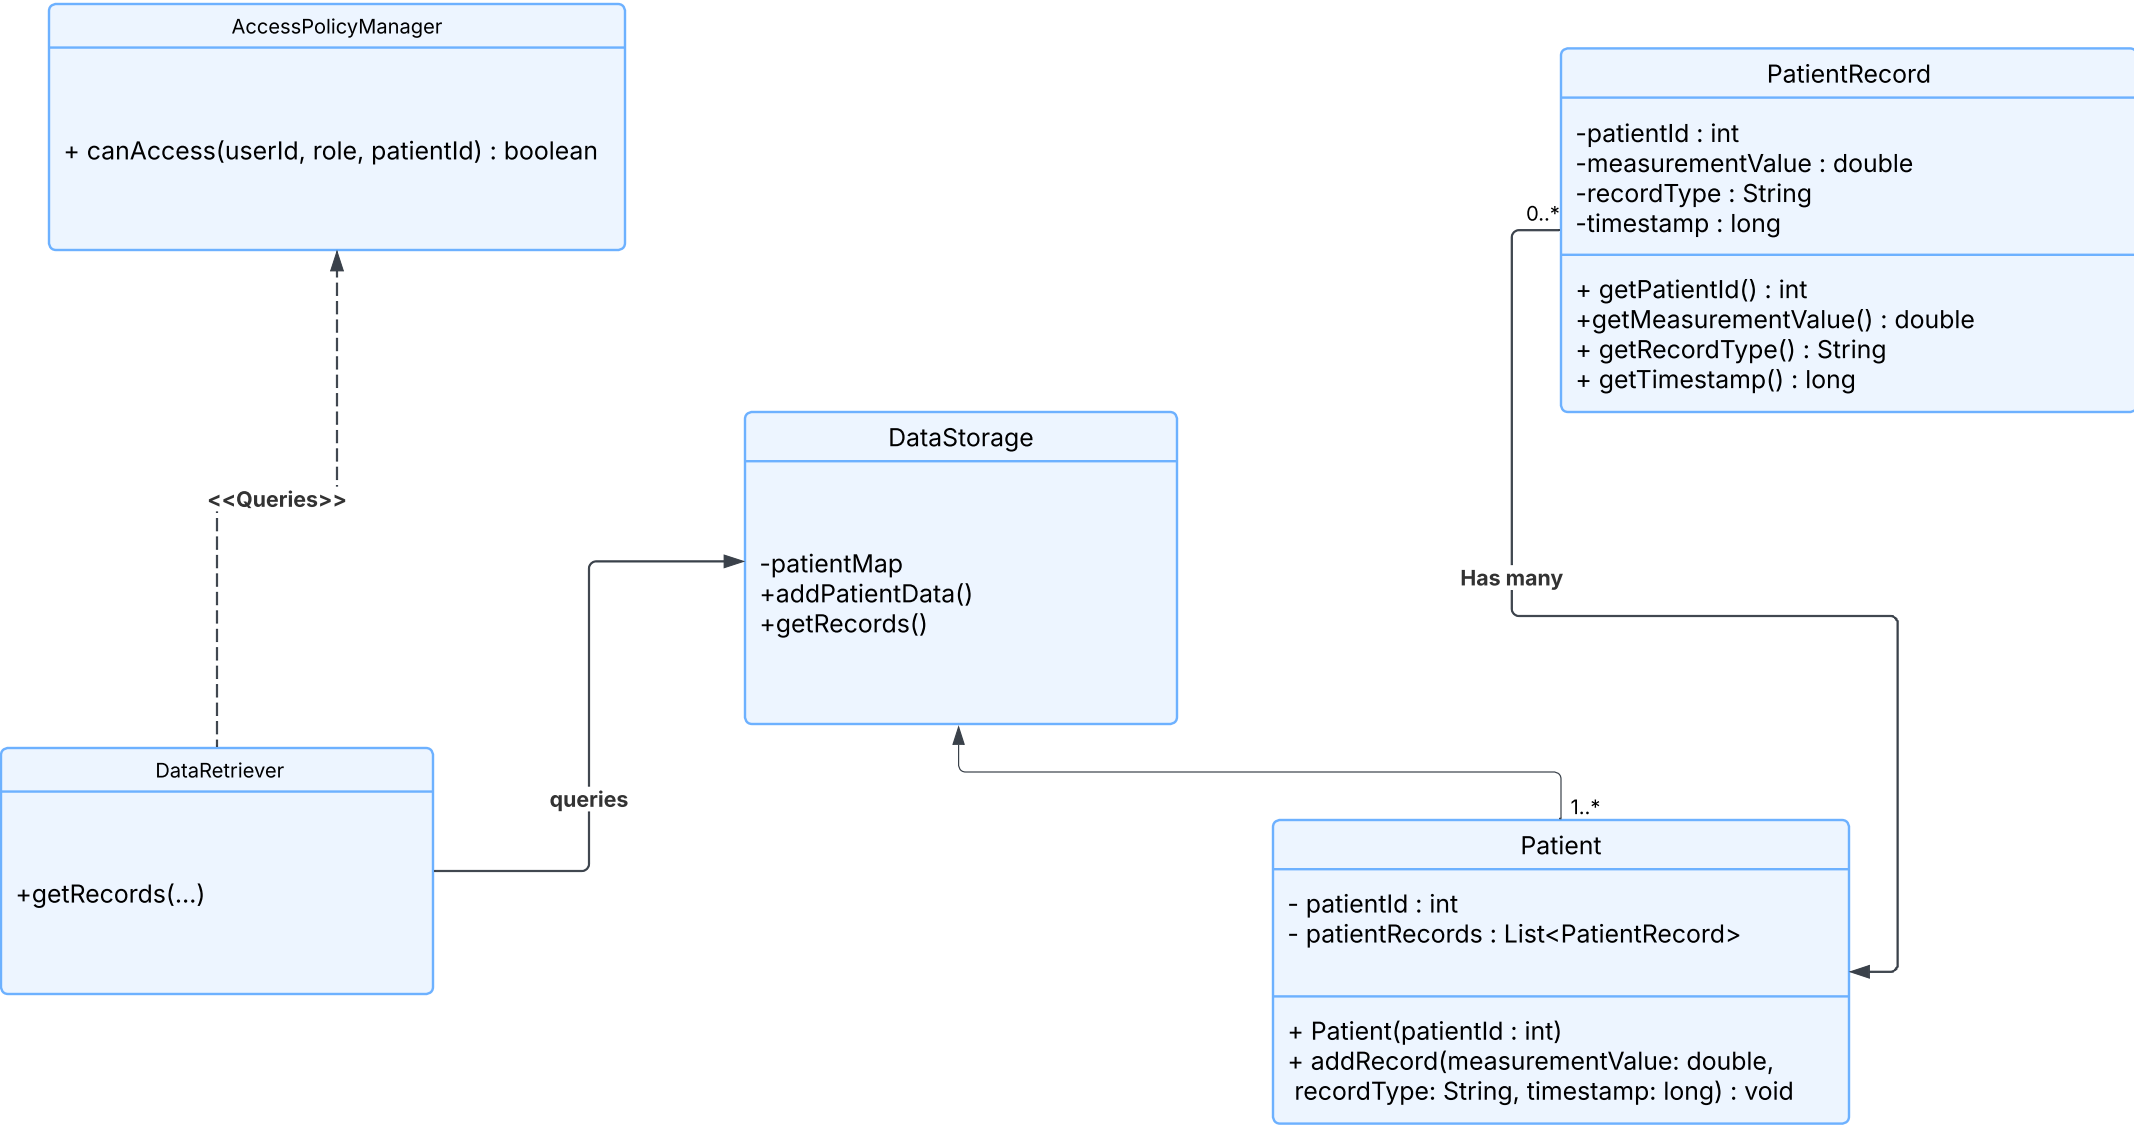 AccessPolicyManager
+ canAccess(userId, role, patientId) : boolean
PatientRecord
-patientId : int
-measurementValue : double
-recordType : String
-timestamp : long
0..*
+ getPatientId() : int
+getMeasurementValue() : double
+ getRecordType() : String
+ getTimestamp() : long
DataStorage
-patientMap
+addPatientData()
+getRecords()
<<Queries>>
Has many
DataRetriever
+getRecords(...)
queries
1..*
Patient
- patientId : int
- patientRecords : List<PatientRecord>
+ Patient(patientId : int)
+ addRecord(measurementValue: double,
recordType: String, timestamp: long) : void